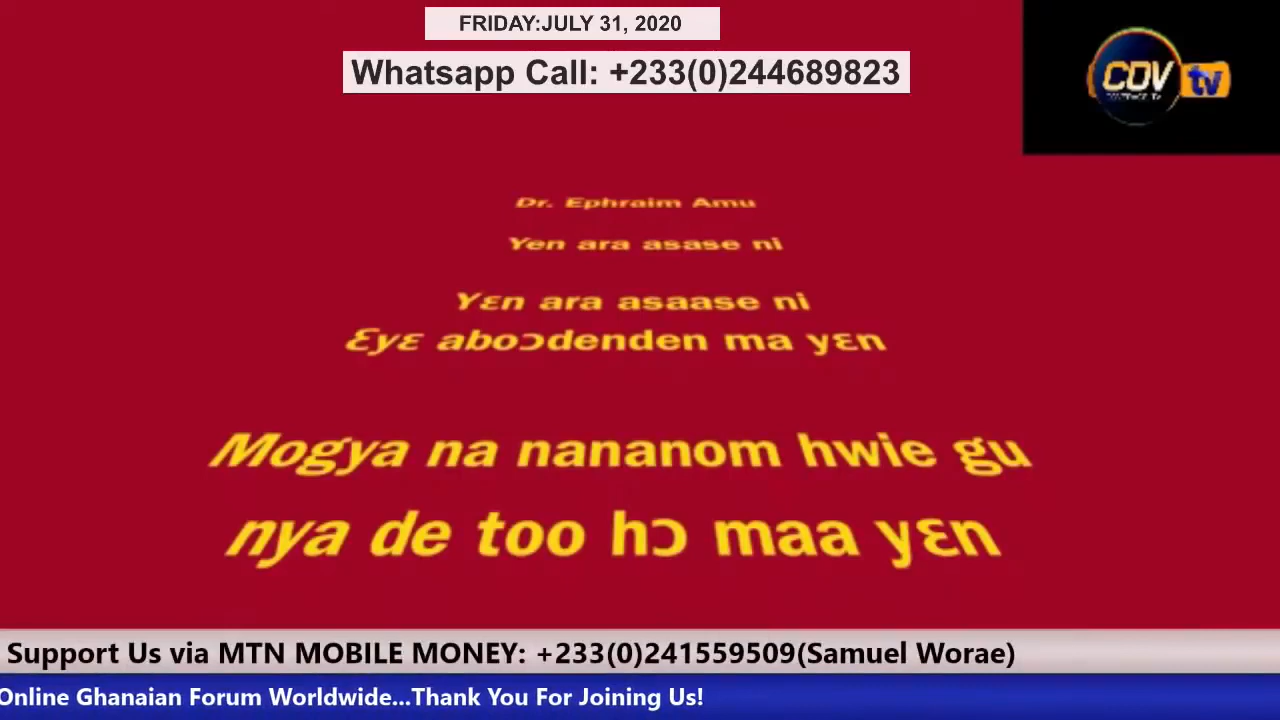 FRIDAY:JULY 31, 2020
Whatsapp Call: +233(0)244689823
COV tv
Dr. Ephraim Amu
Yen ara asase ni
Yɛn ara asaase ni
Ɛyɛ aboɔdenden ma yɛn
Mogya na nananom hwie gu
nya de too hɔ maa yɛn
Support Us via MTN MOBILE MONEY: +233(0)241559509(Samuel Worae)
Online Ghanaian Forum Worldwide...Thank You For Joining Us!